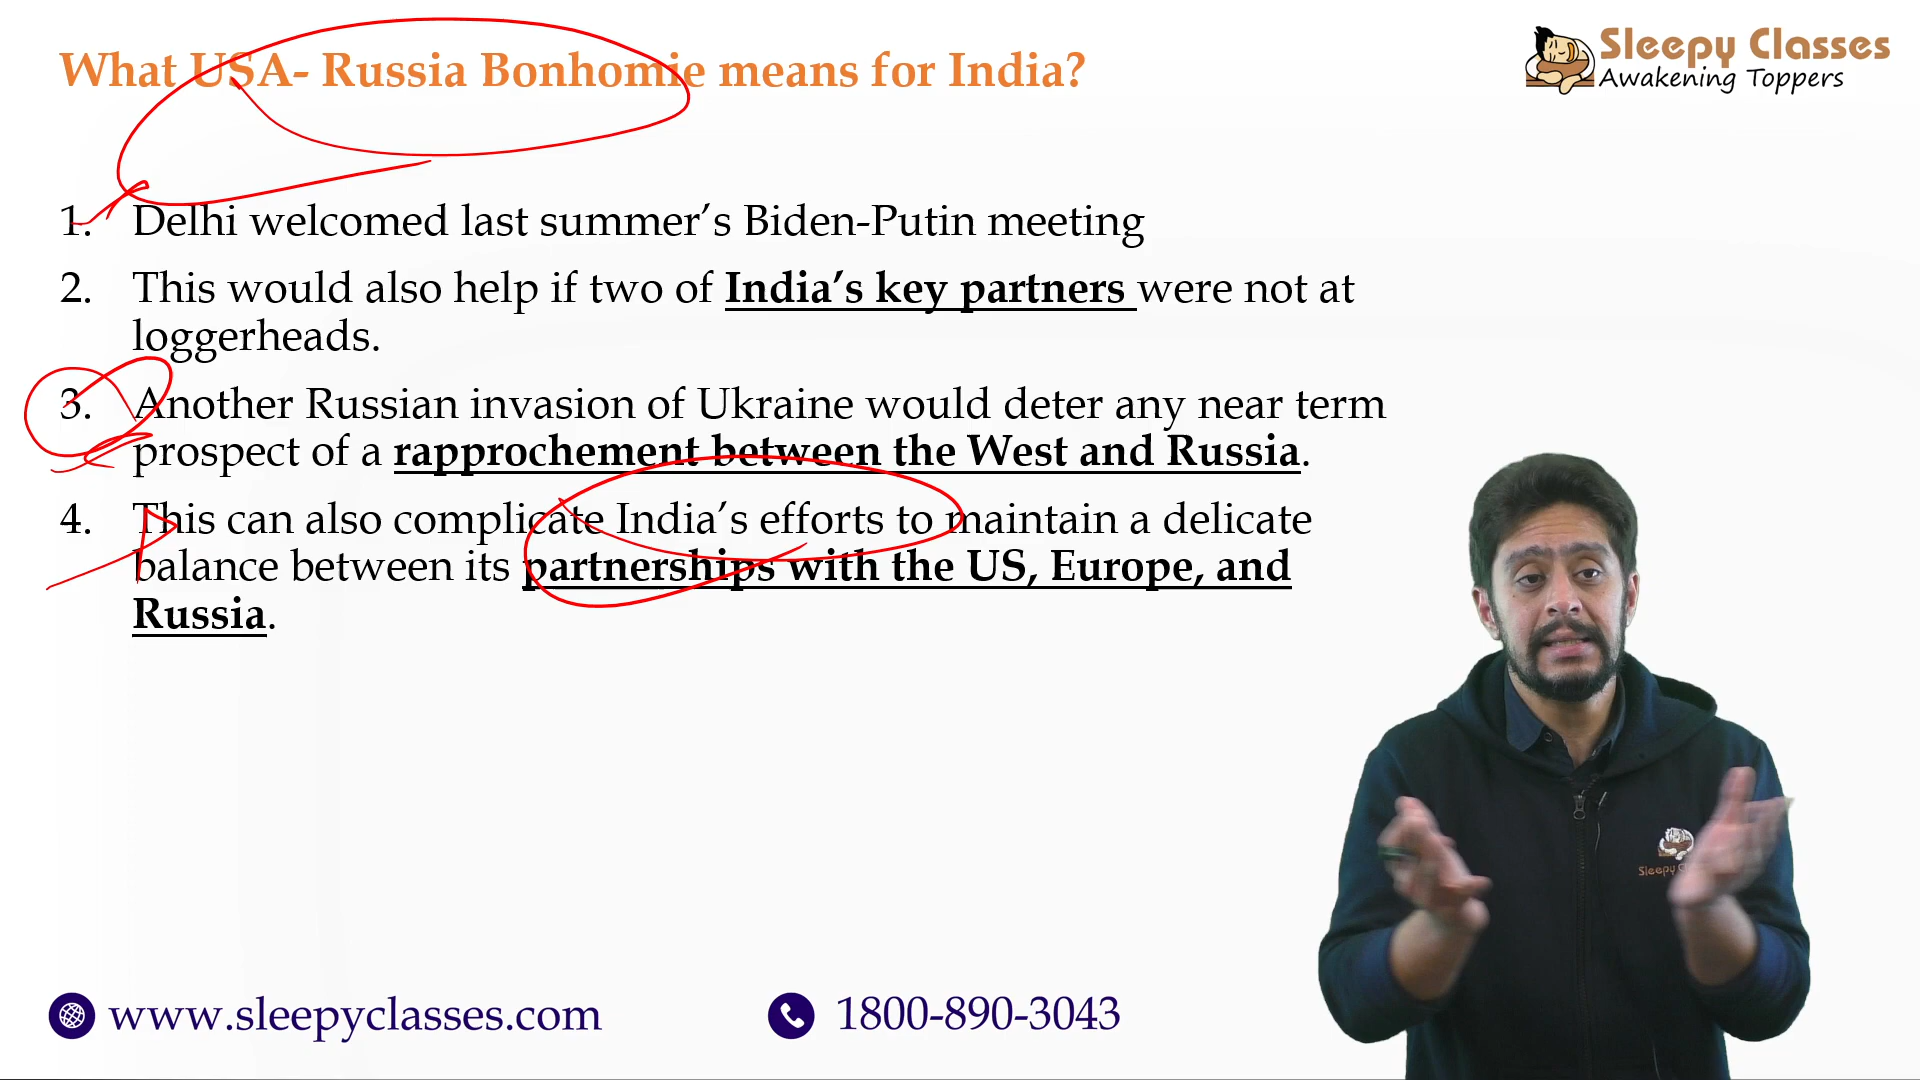 What USA- Russia Bonhomie means for India?
Sleepy Classes
Awakening Toppers
1. Delhi welcomed last summer’s Biden-Putin meeting
2. This would also help if two of India’s key partners were not at
loggerheads.
3. Another Russian invasion of Ukraine would deter any near term
prospect of a rapprochement between the West and Russia.
4. This can also complicate India’s efforts to maintain a delicate
balance between its partnerships with the US, Europe, and
Russia.
Sleepy
www.sleepyclasses.com
1800-890-3043